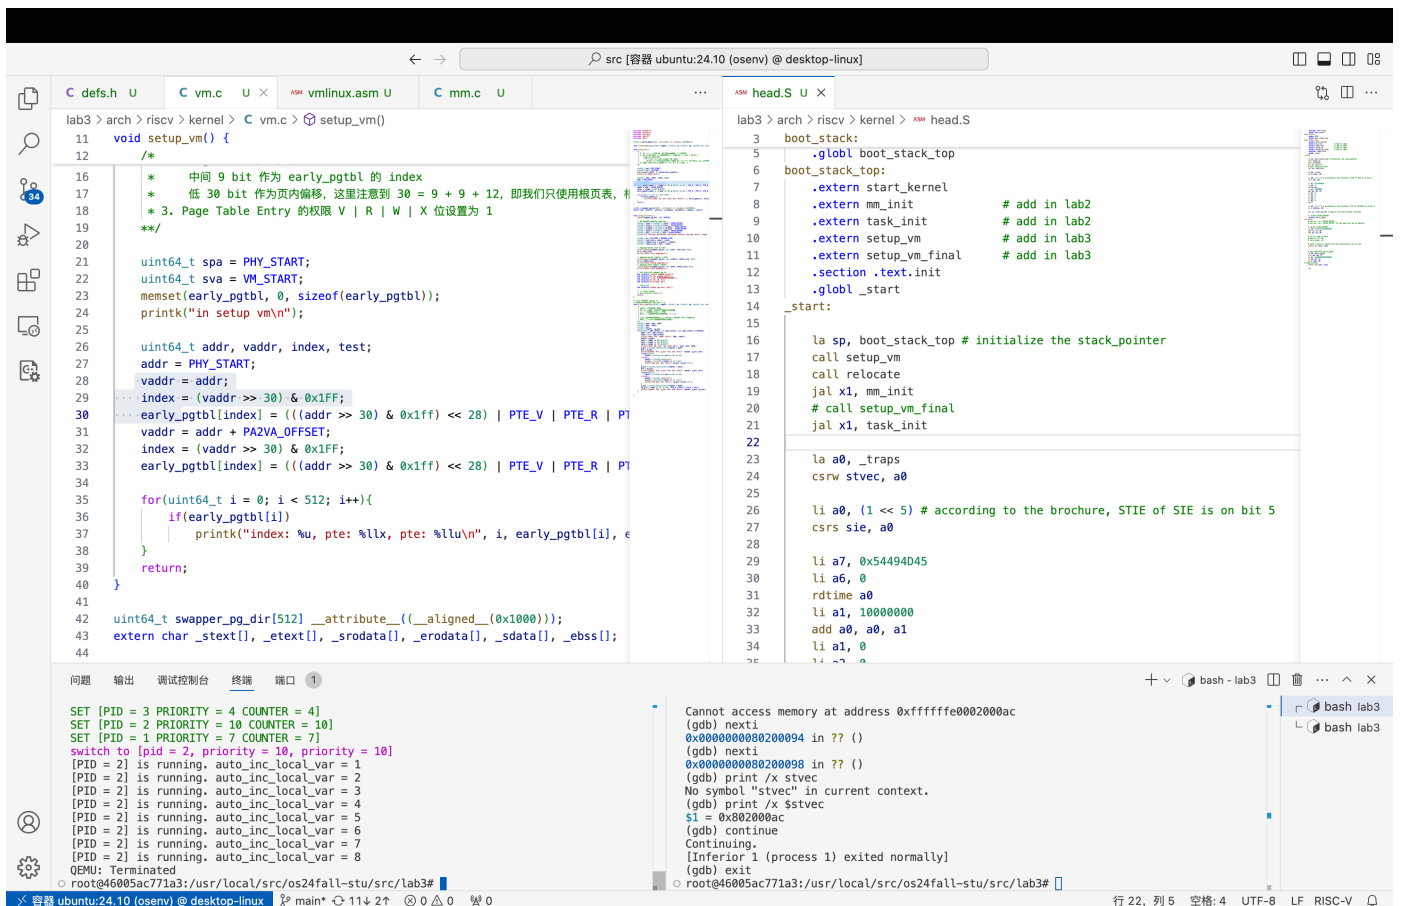 src [容器 ubuntu:24.10 (osenv) @ desktop-linux]
C defs.h U
C vm.c U
ASM vmlinux.asm U
C mm.c U
lab3 > arch > riscv > kernel > C vm.c > setup_vm()
11 void setup_vm() {
12 /*
16 * 中间 9 bit 作为 early_pgtbl 的 index
17 * 低 30 bit 作为页内偏移，这里注意到 30 = 9 + 9 + 12，即我们只使用根页表，
18 * 3. Page Table Entry 的权限 V | R | W | X 位设置为 1
19 **/
20
21 uint64_t spa = PHY_START;
22 uint64_t sva = VM_START;
23 memset(early_pgtbl, 0, sizeof(early_pgtbl));
24 printk("in setup vm\n");
25
26 uint64_t addr, vaddr, index, test;
27 addr = PHY_START;
28 vaddr = addr;
29 index = (vaddr >> 30) & 0x1FF;
30 early_pgtbl[index] = (((addr >> 30) & 0x1ff) << 28) | PTE_V | PTE_R | PT
31 vaddr = addr + PA2VA_OFFSET;
32 index = (vaddr >> 30) & 0x1FF;
33 early_pgtbl[index] = (((addr >> 30) & 0x1ff) << 28) | PTE_V | PTE_R | PT
34
35 for(uint64_t i = 0; i < 512; i++){
36 if(early_pgtbl[i])
37 printk("index: %u, pte: %llx, pte: %llu\n", i, early_pgtbl[i], e
38 }
39 return;
40 }
41
42 uint64_t swapper_pg_dir[512] __attribute__((__aligned__(0x1000)));
43 extern char _stext[], _etext[], _srodata[], _erodata[], _sdata[], _ebss[];
44
ASM head.S U
lab3 > arch > riscv > kernel > ASM head.S
3 boot_stack:
5 .globl boot_stack_top
6 boot_stack_top:
7 .extern start_kernel
8 .extern mm_init # add in lab2
9 .extern task_init # add in lab2
10 .extern setup_vm # add in lab3
11 .extern setup_vm_final # add in lab3
12 .section .text.init
13 .globl _start
14 _start:
15
16 la sp, boot_stack_top # initialize the stack_pointer
17 call setup_vm
18 call relocate
19 jal x1, mm_init
20 # call setup_vm_final
21 jal x1, task_init
22
23 la a0, _traps
24 csrw stvec, a0
25
26 li a0, (1 << 5) # according to the brochure, STIE of SIE is on bit 5
27 csrs sie, a0
28
29 li a7, 0x54494D45
30 li a6, 0
31 rdtime a0
32 li a1, 10000000
33 add a0, a0, a1
34 li a1, 0
35 li a2, 0
34
问题 输出 调试控制台 终端 端口 1
bash - lab3
SET [PID = 3 PRIORITY = 4 COUNTER = 4]
SET [PID = 2 PRIORITY = 10 COUNTER = 10]
SET [PID = 1 PRIORITY = 7 COUNTER = 7]
switch to [pid = 2, priority = 10, priority = 10]
[PID = 2] is running. auto_inc_local_var = 1
[PID = 2] is running. auto_inc_local_var = 2
[PID = 2] is running. auto_inc_local_var = 3
[PID = 2] is running. auto_inc_local_var = 4
[PID = 2] is running. auto_inc_local_var = 5
[PID = 2] is running. auto_inc_local_var = 6
[PID = 2] is running. auto_inc_local_var = 7
[PID = 2] is running. auto_inc_local_var = 8
QEMU: Terminated
root@46005ac771a3:/usr/local/src/os24fall-stu/src/lab3#
Cannot access memory at address 0xffffffe0002000ac
(gdb) nexti
0x0000000080200094 in ?? ()
(gdb) nexti
0x0000000080200098 in ?? ()
(gdb) print /x stvec
No symbol "stvec" in current context.
(gdb) print /x $stvec
$1 = 0x802000ac
(gdb) continue
Continuing.
[Inferior 1 (process 1) exited normally]
(gdb) exit
root@46005ac771a3:/usr/local/src/os24fall-stu/src/lab3#
bash lab3
bash lab3
容器 ubuntu:24.10 (osenv) @ desktop-linux main* 11↓ 2↑ 0 0 0
行 22，列 5 空格: 4 UTF-8 LF RISC-V